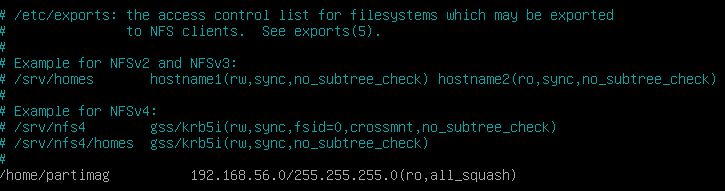 # /etc/exports: the access control list for filesystems which may be exported
#               to NFS clients.  See exports(5).
#
# Example for NFSv2 and NFSv3:
# /srv/homes       hostname1(rw,sync,no_subtree_check) hostname2(ro,sync,no_subtree_check)
#
# Example for NFSv4:
# /srv/nfs4        gss/krb5i(rw,sync,fsid=0,crossmnt,no_subtree_check)
# /srv/nfs4/homes  gss/krb5i(rw,sync,no_subtree_check)
#
/home/partimag          192.168.56.0/255.255.255.0(ro,all_squash)